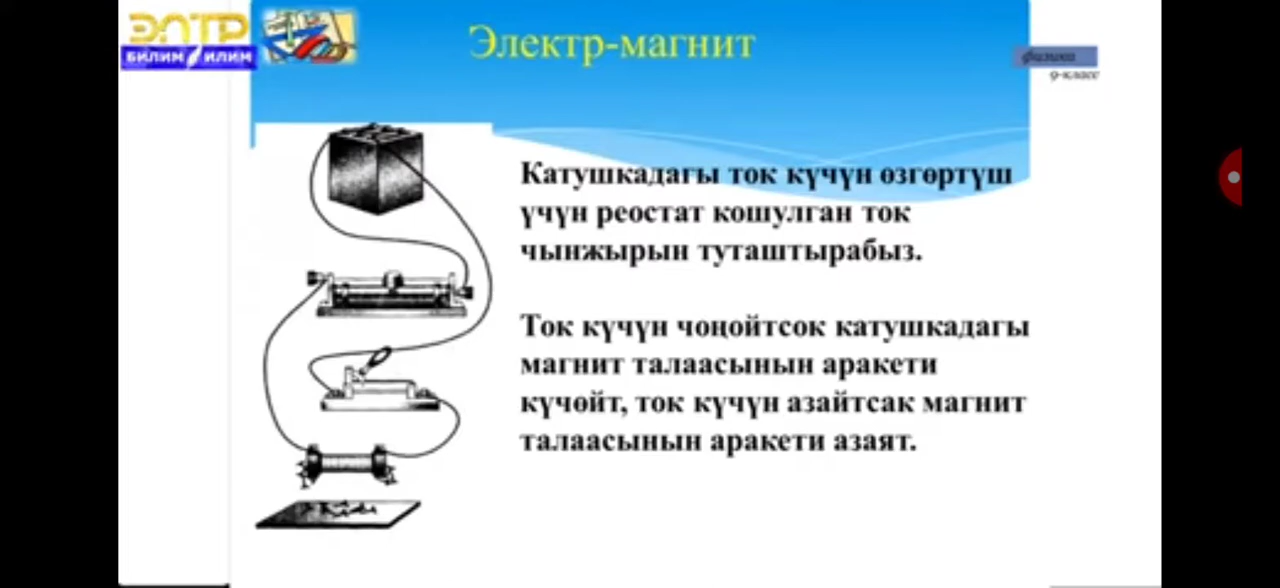 ЭЛТР
БИЛИМ ИЛИМ
Электр-магнит
физика
9-класс
Катушкадагы ток күчүн өзгөртүш
үчүн реостат кошулган ток
чынжырын туташтырабыз.
Ток күчүн чоңойтсок катушкадагы
магнит талаасынын аракети
күчөйт, ток күчүн азайтсак магнит
талаасынын аракети азаят.